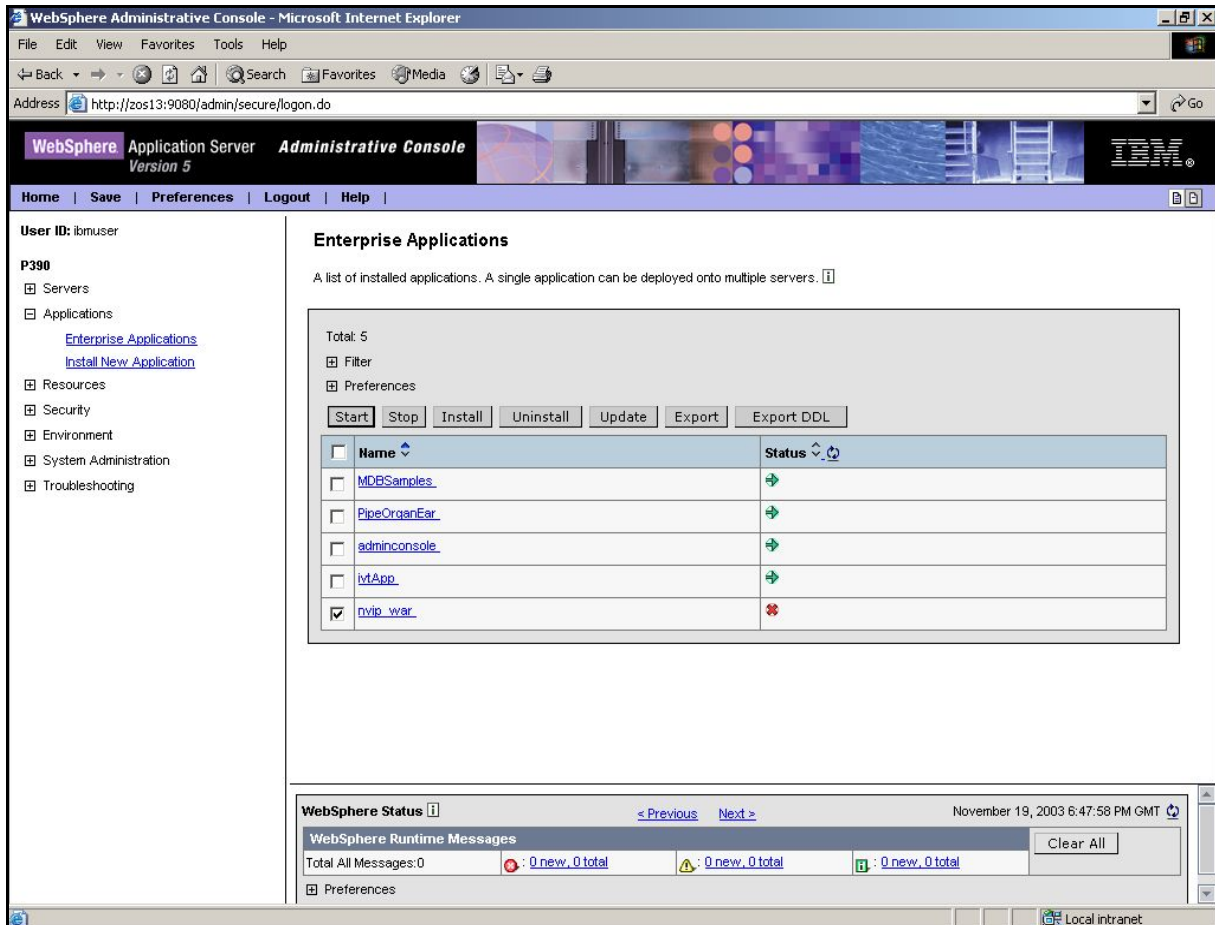 WebSphere Administrative Console - Microsoft Internet Explorer
File Edit View Favorites Tools Help
Back Search Favorites Media
Address http://zos13:9080/admin/secure/logon.do Go
WebSphere Application Server Administrative Console
Version 5
IBM®
Home | Save | Preferences | Logout | Help |
User ID: ibmuser
P390
Servers
Applications
Enterprise Applications
Install New Application
Resources
Security
Environment
System Administration
Troubleshooting
Enterprise Applications
A list of installed applications. A single application can be deployed onto multiple servers. i
Total: 5
Filter
Preferences
Start Stop Install Uninstall Update Export Export DDL
Name Status
MDBSamples
PipeOrganEar
adminconsole
ivtApp
nvip_war
WebSphere Status i < Previous Next > November 19, 2003 6:47:58 PM GMT
WebSphere Runtime Messages
Clear All
Total All Messages:0 : 0 new, 0 total : 0 new, 0 total : 0 new, 0 total
Preferences
Local intranet